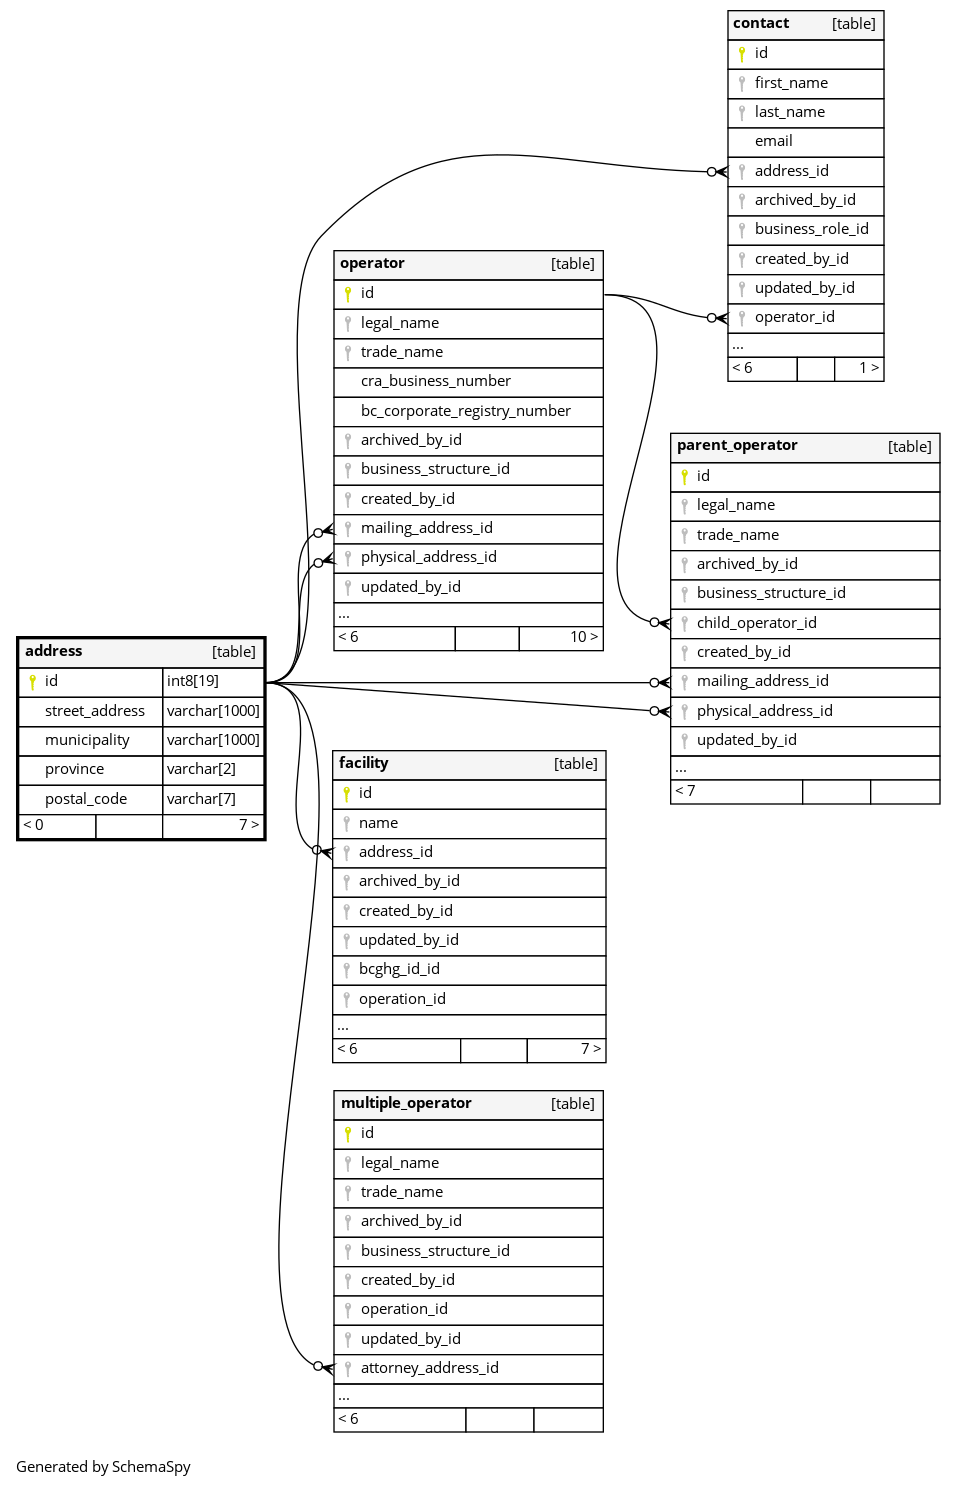 contact [table]
id
first_name
last_name
email
address_id
archived_by_id
business_role_id
created_by_id
updated_by_id
operator_id
...
< 6 1 >
operator [table]
id
legal_name
trade_name
cra_business_number
bc_corporate_registry_number
archived_by_id
business_structure_id
created_by_id
mailing_address_id
physical_address_id
updated_by_id
...
< 6 10 >
parent_operator [table]
id
legal_name
trade_name
archived_by_id
business_structure_id
child_operator_id
created_by_id
mailing_address_id
physical_address_id
updated_by_id
...
< 7
address [table]
id int8[19]
street_address varchar[1000]
municipality varchar[1000]
province varchar[2]
postal_code varchar[7]
< 0 7 >
facility [table]
id
name
address_id
archived_by_id
created_by_id
updated_by_id
bcghg_id_id
operation_id
...
< 6 7 >
multiple_operator [table]
id
legal_name
trade_name
archived_by_id
business_structure_id
created_by_id
operation_id
updated_by_id
attorney_address_id
...
< 6
Generated by SchemaSpy